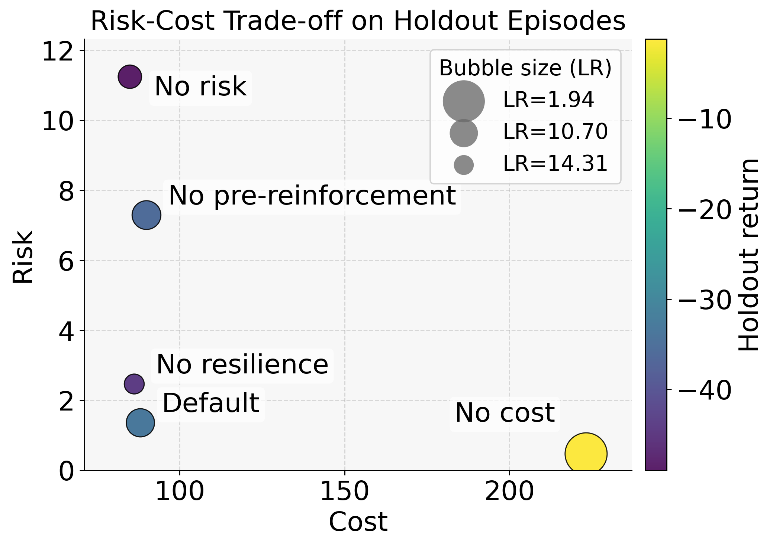 Risk-Cost Trade-off on Holdout Episodes
12
10
8
6
4
2
0
Risk
No risk
No pre-reinforcement
No resilience
Default
No cost
Bubble size (LR)
LR=1.94
LR=10.70
LR=14.31
100
150
200
Cost
−10
−20
−30
−40
Holdout return